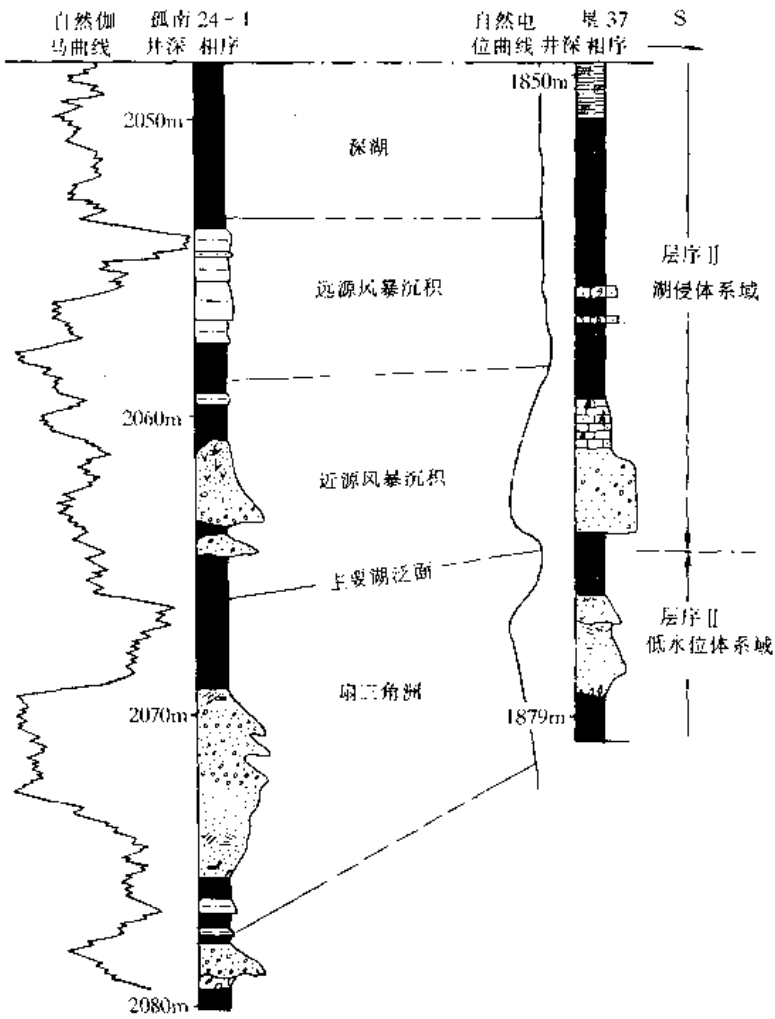 自然伽 孤南24-1 自然电 垦37 S
马曲线 井深 相序 位曲线 井深 相序
1850m
2050m
深湖
层序Ⅱ
远源风暴沉积 湖侵体系域
2060m
近源风暴沉积
主要湖泛面
层序Ⅱ
低水位体系域
扇三角洲
2070m 1879m
2080m